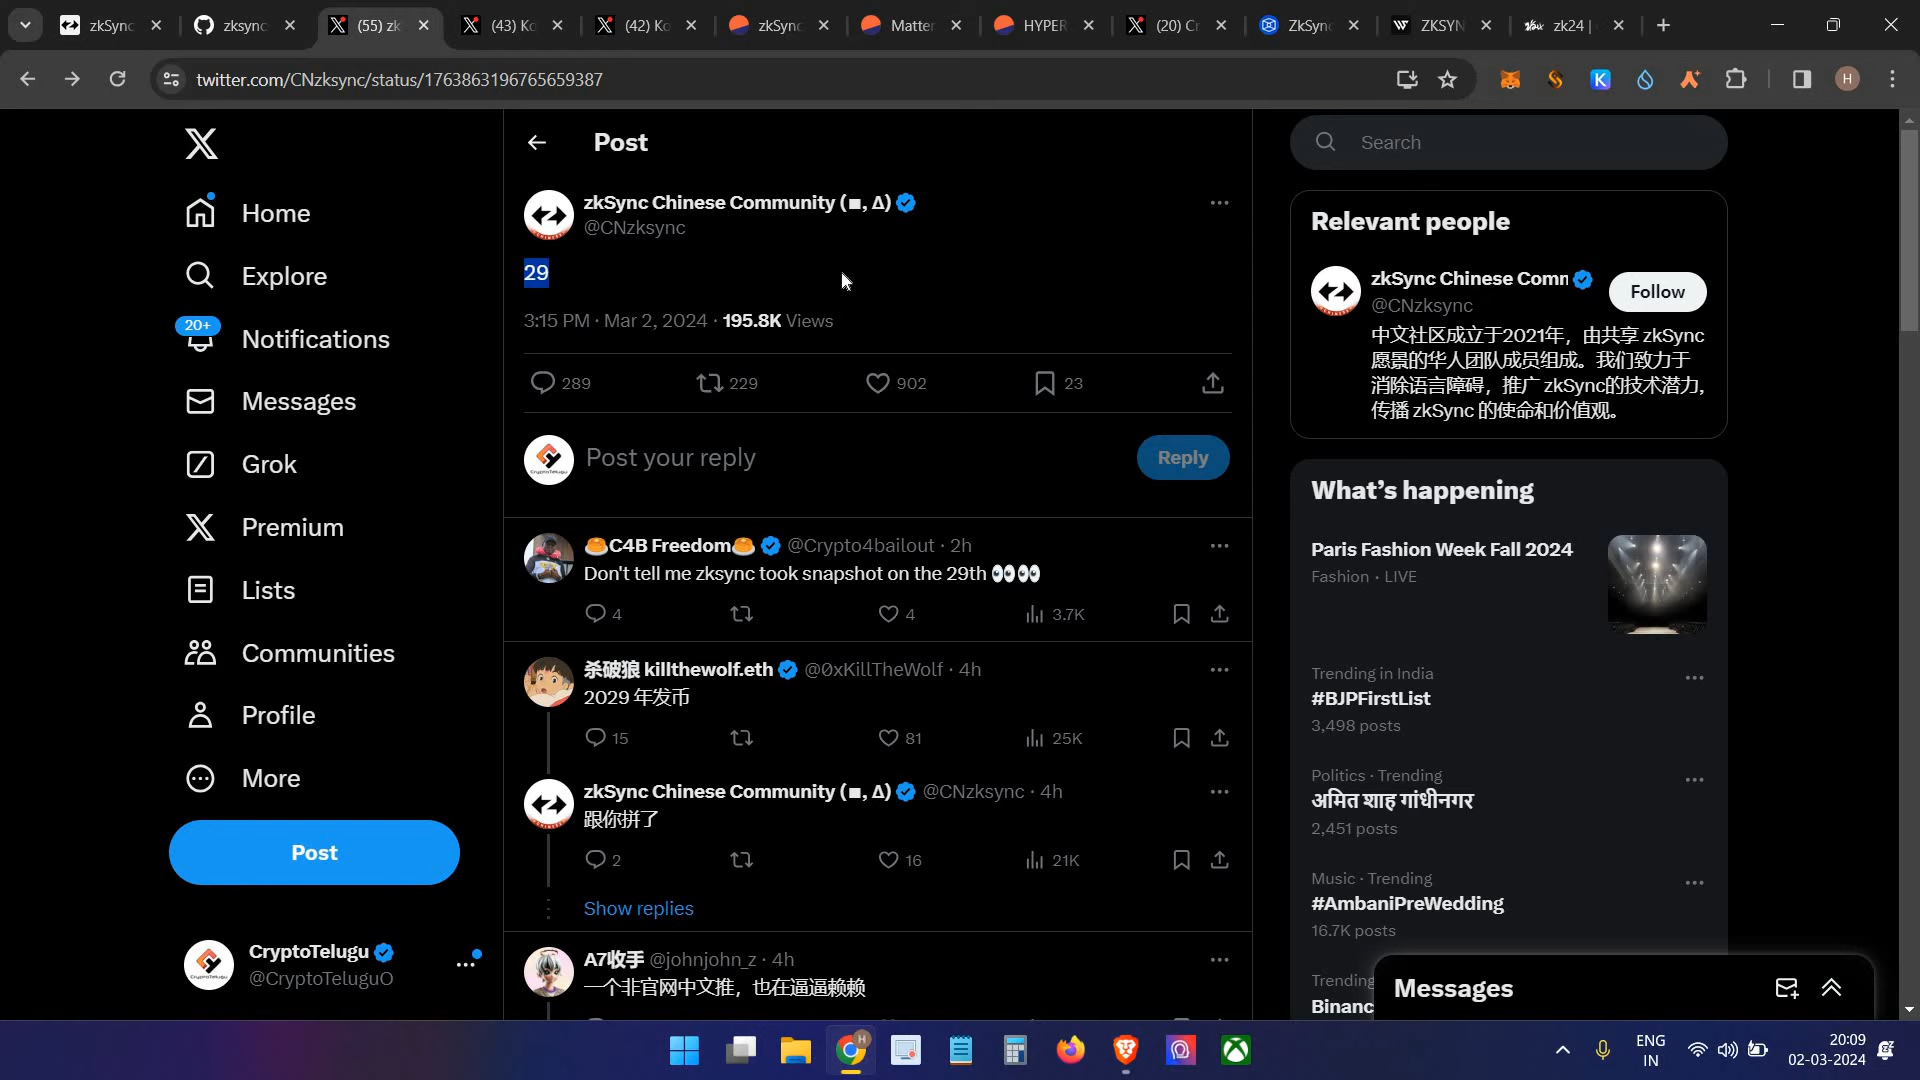 zkSync
zksync
(55) zk
(43) Ko
(42) Ko
zkSync
Matter
HYPER
(20) Cr
ZkSync
ZKSYN
zk24 |
twitter.com/CNzksync/status/1763863196765659387
H
Home
Explore
20+
Notifications
Messages
Grok
Premium
Lists
Communities
Profile
More
Post
CryptoTelugu
@CryptoTeluguO
Post
zkSync Chinese Community (■, Δ)
@CNzksync
29
3:15 PM · Mar 2, 2024 · 195.8K Views
289 229 902 23
Post your reply
Reply
C4B Freedom @Crypto4bailout · 2h
Don't tell me zksync took snapshot on the 29th 👀👀
4 4 3.7K
杀破狼 killthewolf.eth @0xKillTheWolf · 4h
2029 年发币
15 81 25K
zkSync Chinese Community (■, Δ) @CNzksync · 4h
跟你拼了
2 16 21K
Show replies
A7收手 @johnjohn_z · 4h
一个非官网中文推，也在逼逼赖赖
Search
Relevant people
zkSync Chinese Comm
@CNzksync
Follow
中文社区成立于2021年，由共享 zkSync
愿景的华人团队成员组成。我们致力于
消除语言障碍，推广 zkSync的技术潜力,
传播 zkSync 的使命和价值观。
What's happening
Paris Fashion Week Fall 2024
Fashion · LIVE
Trending in India
#BJPFirstList
3,498 posts
Politics · Trending
अमित शाह गांधीनगर
2,451 posts
Music · Trending
#AmbaniPreWedding
16.7K posts
Trending
Binanc
Messages
ENG
IN
20:09
02-03-2024